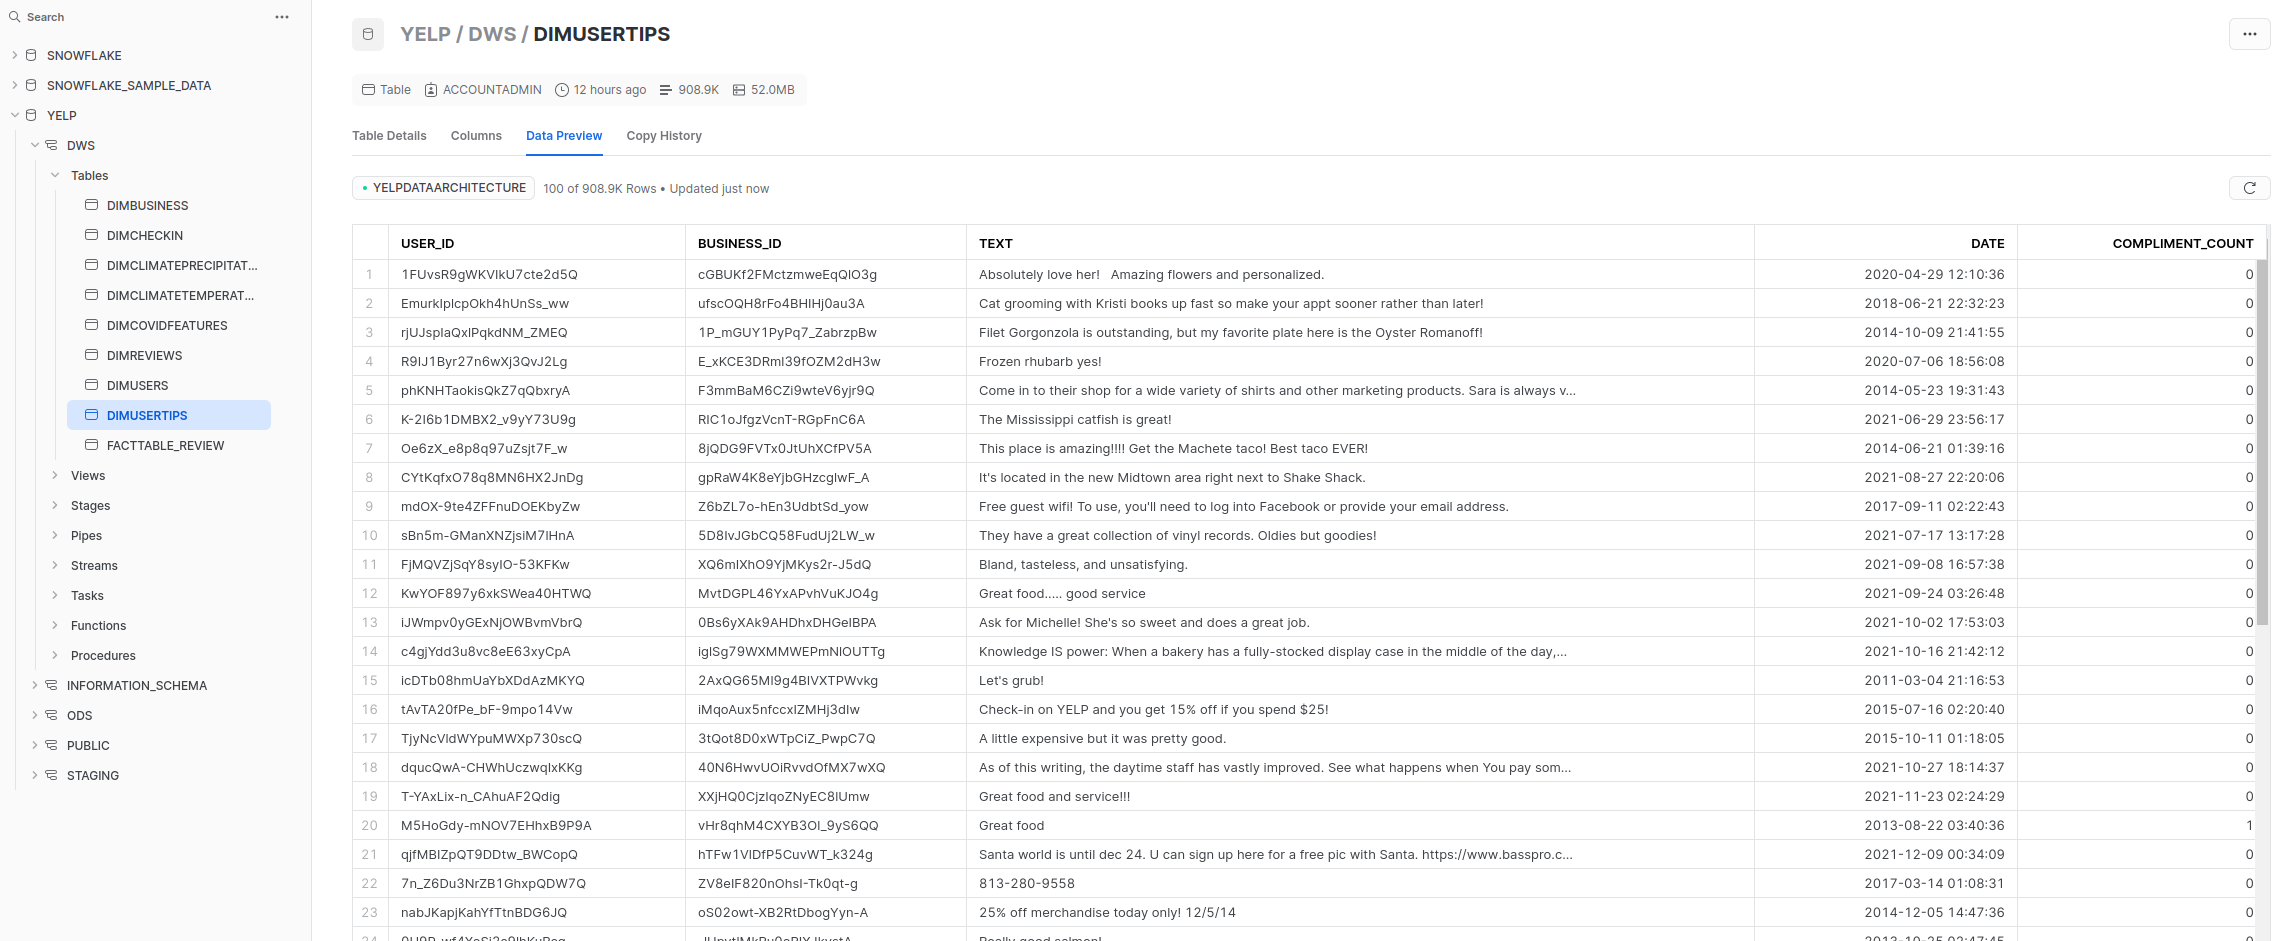 Search
SNOWFLAKE
SNOWFLAKE_SAMPLE_DATA
YELP
DWS
Tables
DIMBUSINESS
DIMCHECKIN
DIMCLIMATEPRECIPITAT...
DIMCLIMATETEMPERAT...
DIMCOVIDFEATURES
DIMREVIEWS
DIMUSERS
DIMUSERTIPS
FACTTABLE_REVIEW
Views
Stages
Pipes
Streams
Tasks
Functions
Procedures
INFORMATION_SCHEMA
ODS
PUBLIC
STAGING
YELP / DWS / DIMUSERTIPS
Table ACCOUNTADMIN 12 hours ago 908.9K 52.0MB
Table Details Columns Data Preview Copy History
YELPDATAARCHITECTURE 100 of 908.9K Rows • Updated just now
USER_ID BUSINESS_ID TEXT DATE COMPLIMENT_COUNT
1 1FUvsR9gWKVIkU7cte2d5Q cGBUKf2FMctzmweEqQIO3g Absolutely love her!   Amazing flowers and personalized. 2020-04-29 12:10:36 0
2 EmurklplcpOkh4hUnSs_ww ufscOQH8rFo4BHIHj0au3A Cat grooming with Kristi books up fast so make your appt sooner rather than later! 2018-06-21 22:32:23 0
3 rjUJspIaQxIPqkdNM_ZMEQ 1P_mGUY1PyPq7_ZabrzpBw Filet Gorgonzola is outstanding, but my favorite plate here is the Oyster Romanoff! 2014-10-09 21:41:55 0
4 R9IJ1Byr27n6wXj3QvJ2Lg E_xKCE3DRmI39fOZM2dH3w Frozen rhubarb yes! 2020-07-06 18:56:08 0
5 phKNHTaokisQkZ7qQbxryA F3mmBaM6CZi9wteV6yjr9Q Come in to their shop for a wide variety of shirts and other marketing products. Sara is always v... 2014-05-23 19:31:43 0
6 K-2I6b1DMBX2_v9yY73U9g RIC1oJfgzVcnT-RGpFnC6A The Mississippi catfish is great! 2021-06-29 23:56:17 0
7 Oe6zX_e8p8q97uZsjt7F_w 8jQDG9FVTx0JtUhXCfPV5A This place is amazing!!!! Get the Machete taco! Best taco EVER! 2014-06-21 01:39:16 0
8 CYtKqfxO78q8MN6HX2JnDg gpRaW4K8eYjbGHzcglwF_A It's located in the new Midtown area right next to Shake Shack. 2021-08-27 22:20:06 0
9 mdOX-9te4ZFFnuDOEKbyZw Z6bZL7o-hEn3UdbtSd_yow Free guest wifi! To use, you'll need to log into Facebook or provide your email address. 2017-09-11 02:22:43 0
10 sBn5m-GManXNZjsiM7IHnA 5D8IvJGbCQ58FudUj2LW_w They have a great collection of vinyl records. Oldies but goodies! 2021-07-17 13:17:28 0
11 FjMQVZjSqY8syIO-53KFKw XQ6mIXhO9YjMKys2r-J5dQ Bland, tasteless, and unsatisfying. 2021-09-08 16:57:38 0
12 KwYOF897y6xkSWea40HTWQ MvtDGPL46YxAPvhVuKJO4g Great food..... good service 2021-09-24 03:26:48 0
13 iJWmpv0yGExNjOWBvmVbrQ 0Bs6yXAk9AHDhxDHGeIBPA Ask for Michelle! She's so sweet and does a great job. 2021-10-02 17:53:03 0
14 c4gjYdd3u8vc8eE63xyCpA iglSg79WXMMWEPmNIOUTTg Knowledge IS power: When a bakery has a fully-stocked display case in the middle of the day,... 2021-10-16 21:42:12 0
15 icDTb08hmUaYbXDdAzMKYQ 2AxQG65MI9g4BIVXTPWvkg Let's grub! 2011-03-04 21:16:53 0
16 tAvTA20fPe_bF-9mpo14Vw iMqoAux5nfccxIZMHj3dIw Check-in on YELP and you get 15% off if you spend $25! 2015-07-16 02:20:40 0
17 TjyNcVldWYpuMWXp730scQ 3tQot8D0xWTpCiZ_PwpC7Q A little expensive but it was pretty good. 2015-10-11 01:18:05 0
18 dqucQwA-CHWhUczwqIxKKg 40N6HwvUOiRvvdOfMX7wXQ As of this writing, the daytime staff has vastly improved. See what happens when You pay som... 2021-10-27 18:14:37 0
19 T-YAxLix-n_CAhuAF2Qdig XXjHQ0CjzIqoZNyEC8IUmw Great food and service!!! 2021-11-23 02:24:29 0
20 M5HoGdy-mNOV7EHhxB9P9A vHr8qhM4CXYB3OI_9yS6QQ Great food 2013-08-22 03:40:36 1
21 qjfMBIZpQT9DDtw_BWCopQ hTFw1VIDfP5CuvWT_k324g Santa world is until dec 24. U can sign up here for a free pic with Santa. https://www.basspro.c... 2021-12-09 00:34:09 0
22 7n_Z6Du3NrZB1GhxpQDW7Q ZV8eIF820nOhsI-Tk0qt-g 813-280-9558 2017-03-14 01:08:31 0
23 nabJKapjKahYfTtnBDG6JQ oS02owt-XB2RtDbogYyn-A 25% off merchandise today only! 12/5/14 2014-12-05 14:47:36 0